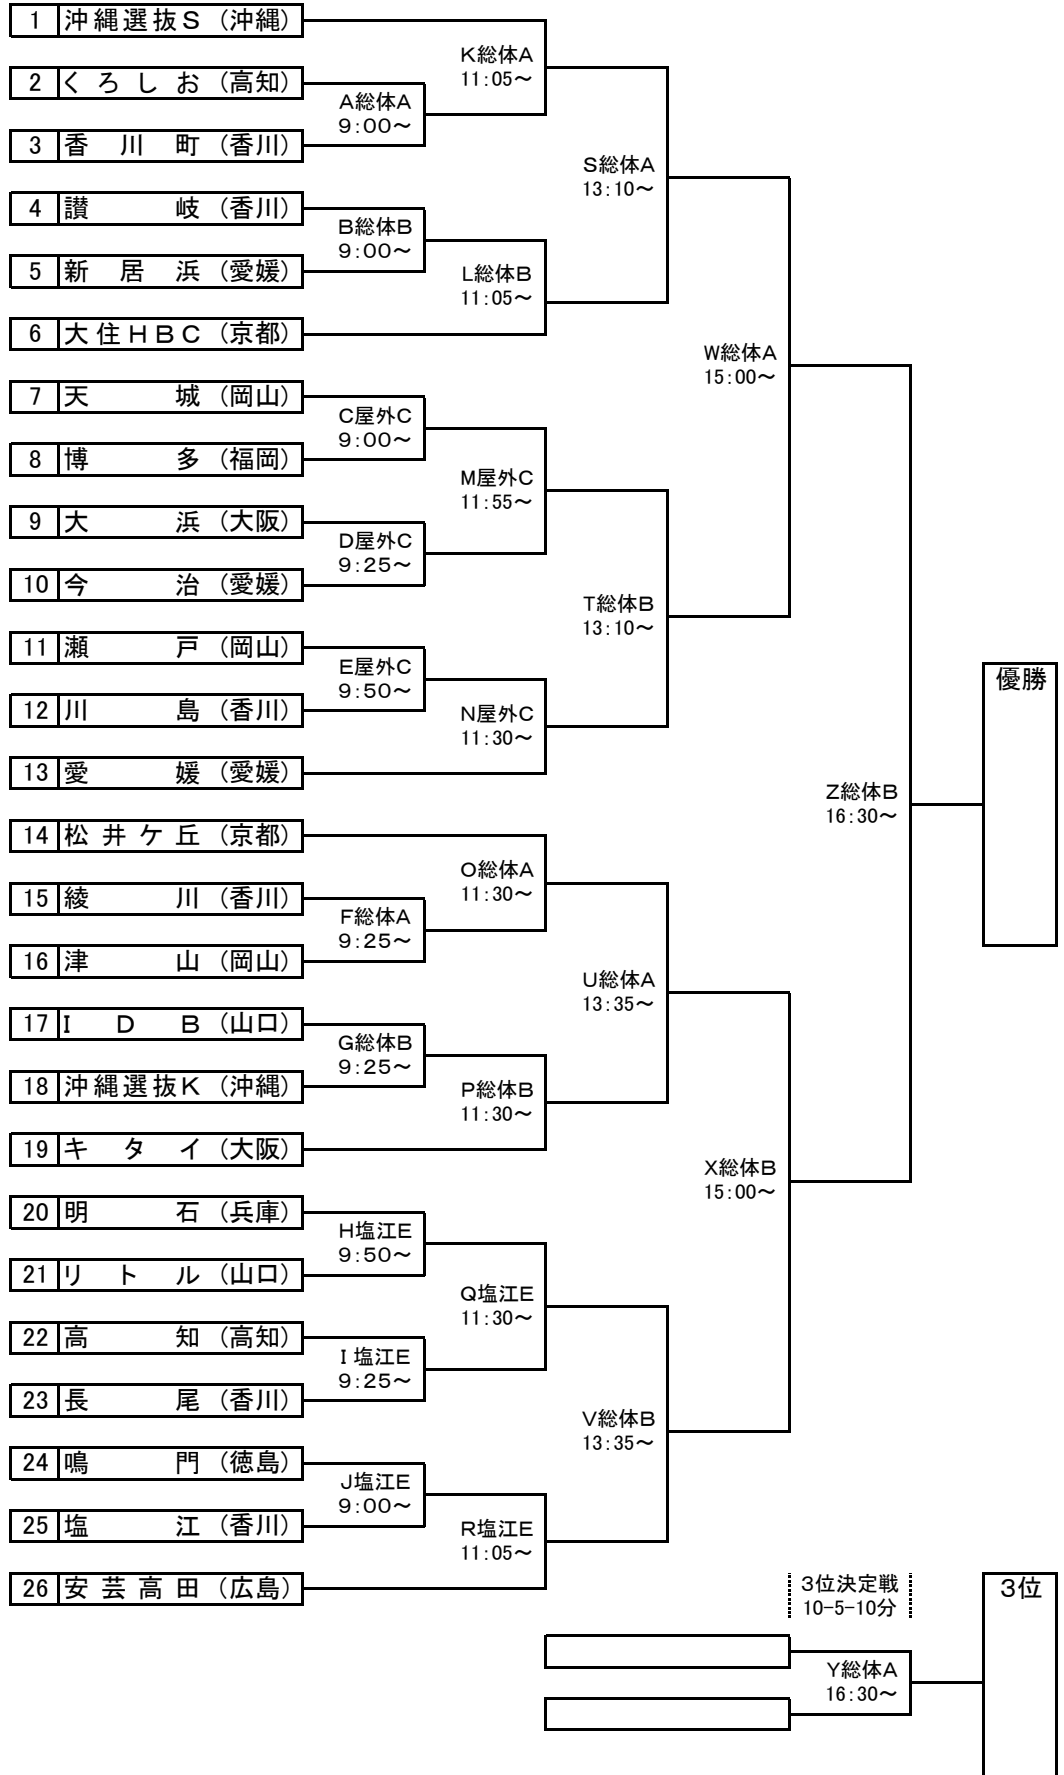 1 沖縄選抜S（沖縄）
K総体A
11:05～
2 くろしお（高知）
A総体A
9:00～
3 香川町（香川）
S総体A
13:10～
4 讃岐（香川）
B総体B
9:00～
5 新居浜（愛媛）
L総体B
11:05～
6 大住HBC（京都）
W総体A
15:00～
7 天城（岡山）
C屋外C
9:00～
8 博多（福岡）
M屋外C
11:55～
9 大浜（大阪）
D屋外C
9:25～
10 今治（愛媛）
T総体B
13:10～
11 瀬戸（岡山）
E屋外C
9:50～
12 川島（香川）
N屋外C
11:30～
13 愛媛（愛媛）
優勝
Z総体B
16:30～
14 松井ケ丘（京都）
O総体A
11:30～
15 綾川（香川）
F総体A
9:25～
16 津山（岡山）
U総体A
13:35～
17 IDB（山口）
G総体B
9:25～
18 沖縄選抜K（沖縄）
P総体B
11:30～
19 キタイ（大阪）
X総体B
15:00～
20 明石（兵庫）
H塩江E
9:50～
21 リトル（山口）
Q塩江E
11:30～
22 高知（高知）
I塩江E
9:25～
23 長尾（香川）
V総体B
13:35～
24 鳴門（徳島）
J塩江E
9:00～
25 塩江（香川）
R塩江E
11:05～
26 安芸高田（広島）
3位決定戦
10-5-10分
3位
Y総体A
16:30～